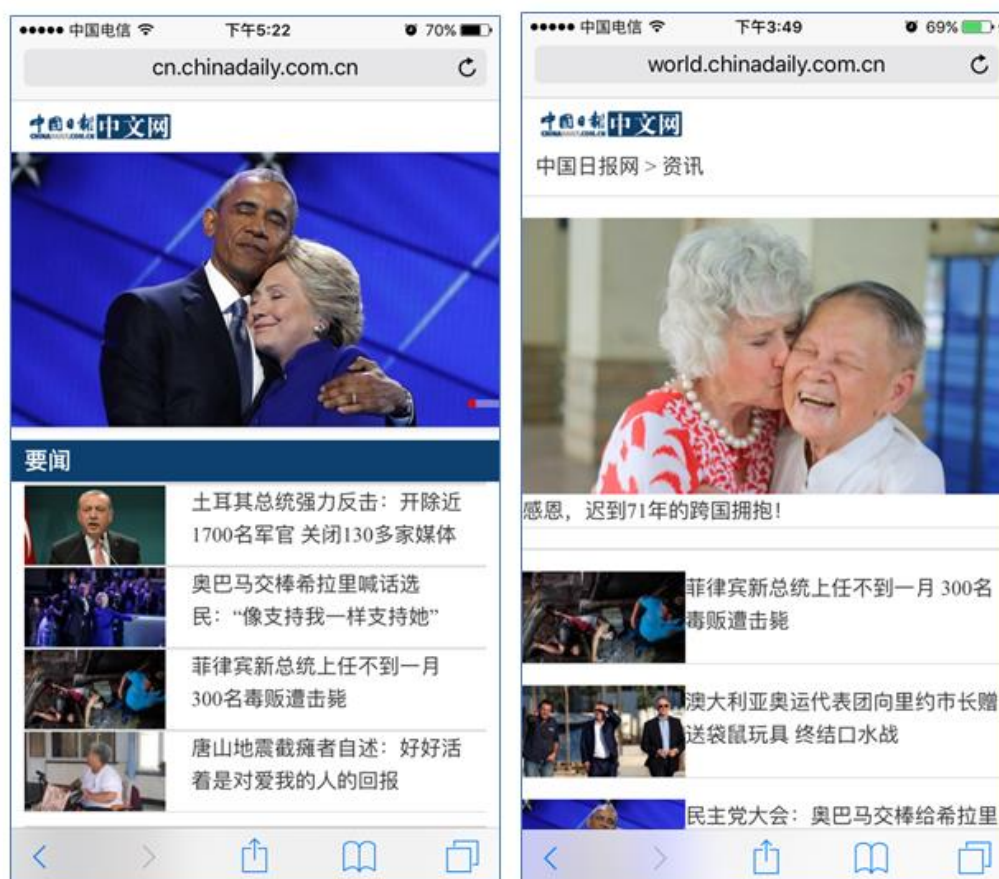 中国电信
下午5:22
70%
cn.chinadaily.com.cn
中国日报 中文网
要闻
土耳其总统强力反击：开除近
1700名军官 关闭130多家媒体
奥巴马交棒希拉里喊话选
民：“像支持我一样支持她”
菲律宾新总统上任不到一月
300名毒贩遭击毙
唐山地震截瘫者自述：好好活
着是对爱我的人的回报
中国电信
下午3:49
69%
world.chinadaily.com.cn
中国日报 中文网
中国日报网 > 资讯
感恩，迟到71年的跨国拥抱！
菲律宾新总统上任不到一月 300名
毒贩遭击毙
澳大利亚奥运代表团向里约市长赠
送袋鼠玩具 终结口水战
民主党大会：奥巴马交棒给希拉里